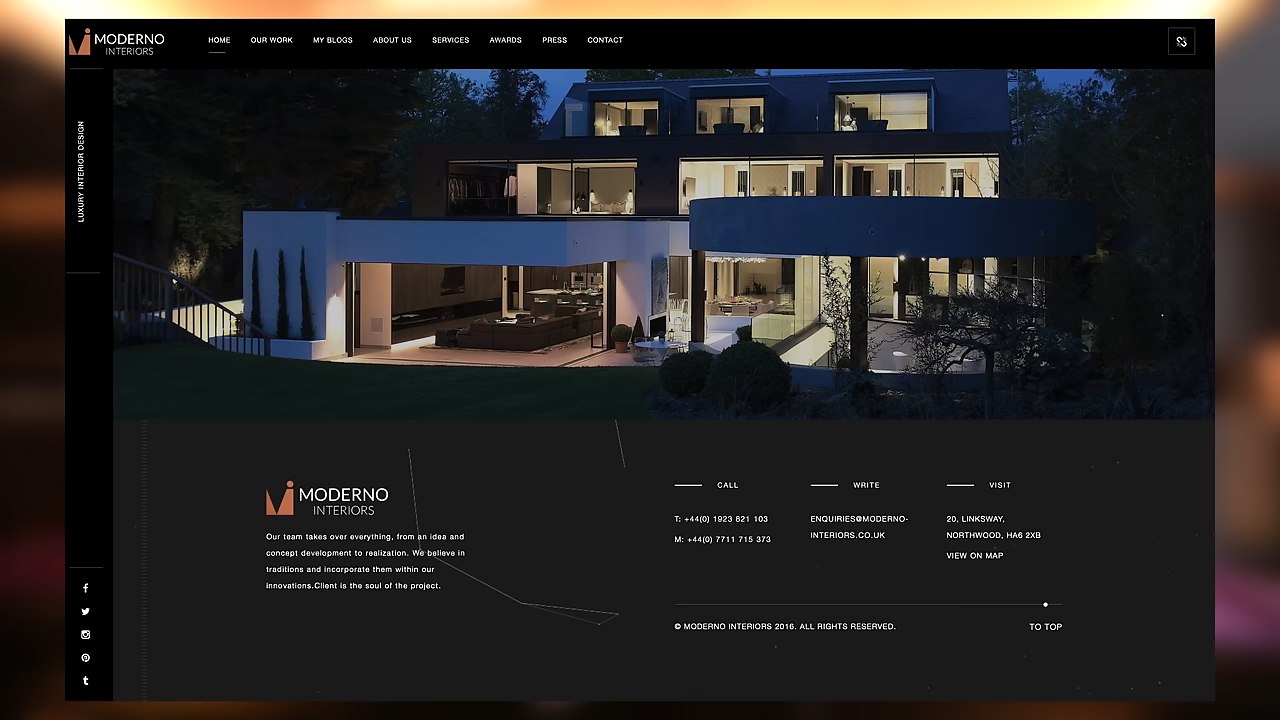 MODERNO
INTERIORS
HOME OUR WORK MY BLOGS ABOUT US SERVICES AWARDS PRESS CONTACT
LUXURY INTERIOR DESIGN
MODERNO
INTERIORS
Our team takes over everything, from an idea and
concept development to realization. We believe in
traditions and incorporate them within our
innovations.Client is the soul of the project.
CALL
T: +44(0) 1923 821 103
M: +44(0) 7711 715 373
WRITE
ENQUIRIES@MODERNO-
INTERIORS.CO.UK
VISIT
20, LINKSWAY,
NORTHWOOD, HA6 2XB
VIEW ON MAP
© MODERNO INTERIORS 2016. ALL RIGHTS RESERVED.
TO TOP